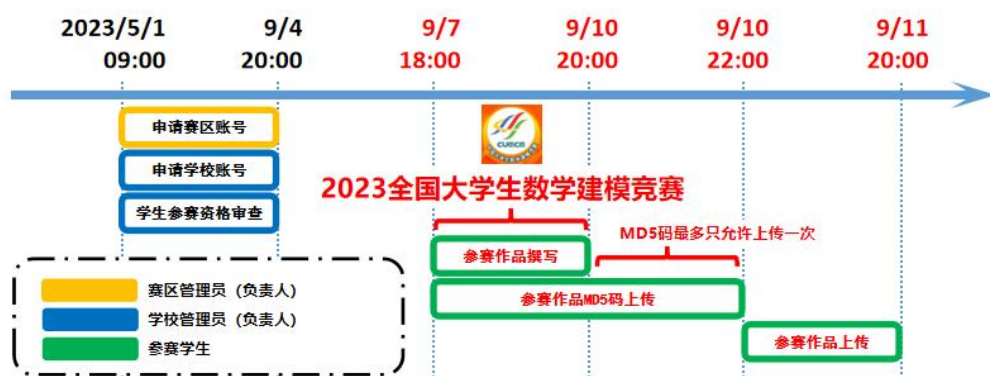 2023/5/1 9/4 9/7 9/10 9/10 9/11
09:00 20:00 18:00 20:00 22:00 20:00
申请赛区账号
CUMCM
申请学校账号
2023全国大学生数学建模竞赛
学生参赛资格审查
MD5码最多只允许上传一次
参赛作品撰写
赛区管理员（负责人）
参赛作品MD5码上传
学校管理员（负责人）
参赛学生
参赛作品上传